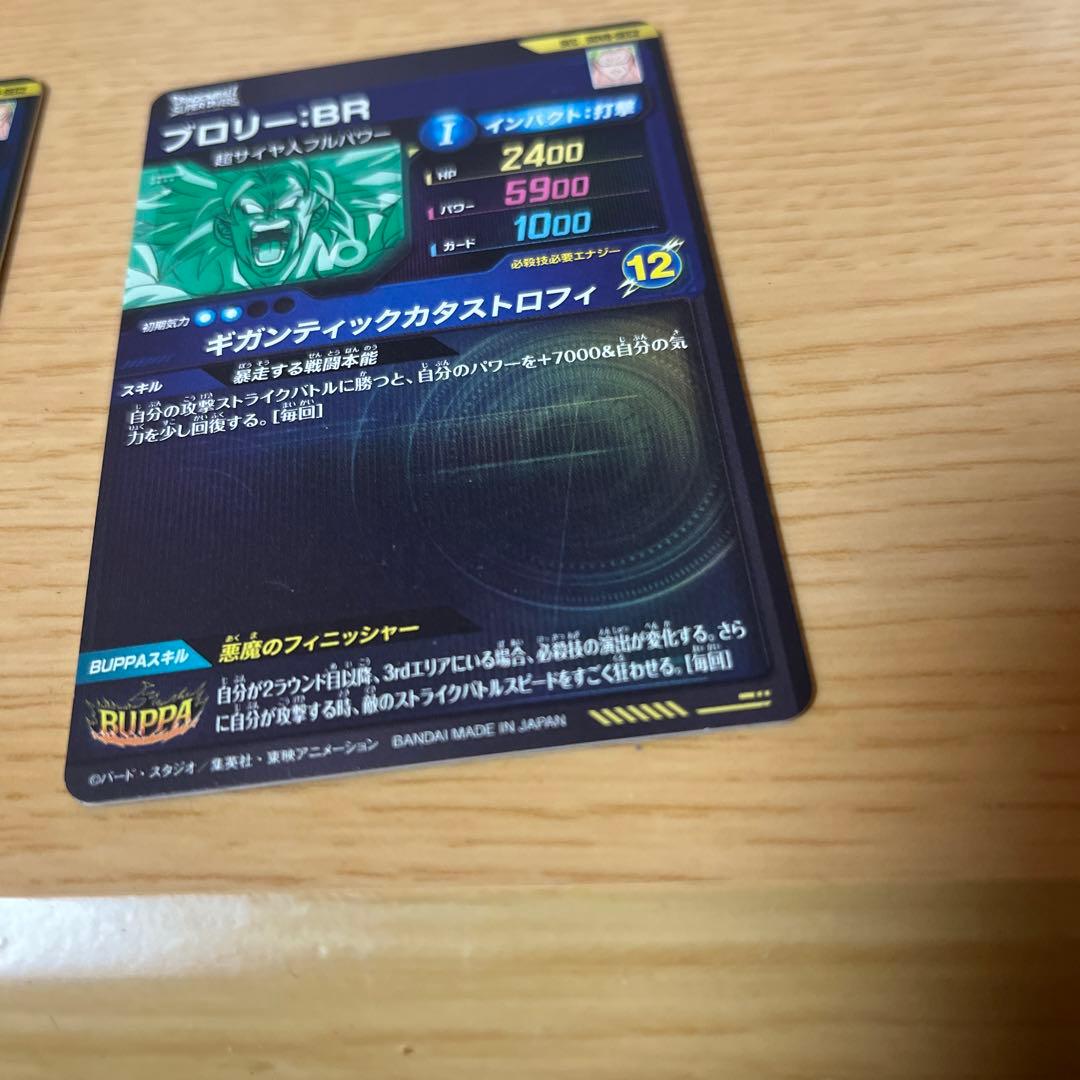 DRAGONBALL
SUPER DIVERS
ブロリー:BR
超サイヤ人フルパワー
I インパクト:打撃
HP 2400
パワー 5900
ガード 1000
必殺技必要エナジー 12
初期気力
ギガンティックカタストロフィ
スキル 暴走する戦闘本能
自分の攻撃ストライクバトルに勝つと、自分のパワーを+7000&自分の気
力を少し回復する。[毎回]
BUPPAスキル 悪魔のフィニッシャー
BUPPA
自分が2ラウンド目以降、3rdエリアにいる場合、必殺技の演出が変化する。さら
に自分が攻撃する時、敵のストライクバトルスピードをすごく狂わせる。[毎回]
©バード・スタジオ/集英社・東映アニメーション BANDAI MADE IN JAPAN